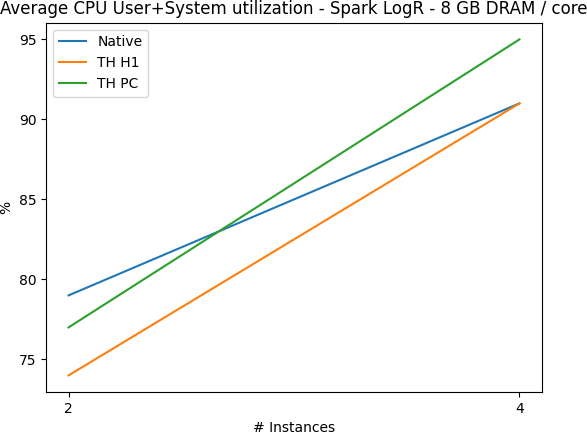 Average CPU User+System utilization - Spark LogR - 8 GB DRAM / core
95
90
85
80
75
%
Native
TH H1
TH PC
2
4
# Instances